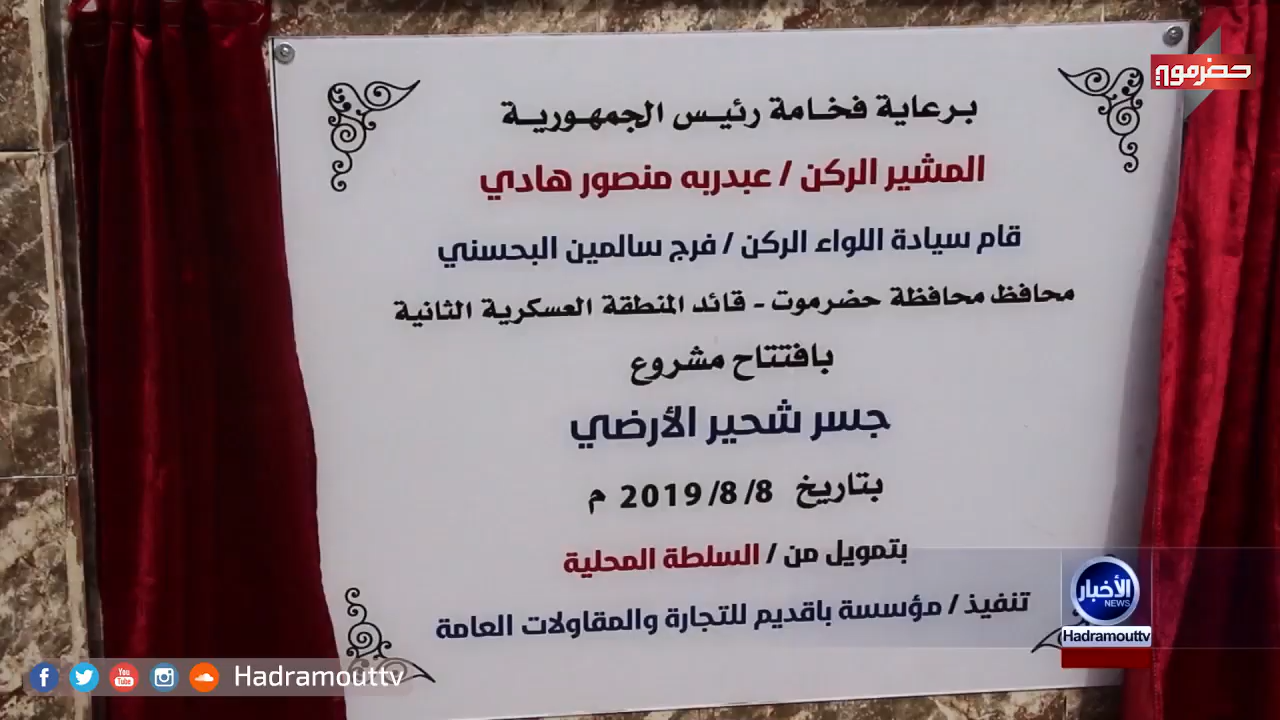 حضرموت
برعاية فخامة رئيس الجمهورية
المشير الركن / عبدربه منصور هادي
قام سيادة اللواء الركن / فرج سالمين البحسني
محافظ محافظة حضرموت - قائد المنطقة العسكرية الثانية
بافتتاح مشروع
جسر شحير الأرضي
بتاريخ 2019/8/8 م
بتمويل من / السلطة المحلية
تنفيذ / مؤسسة باقديم للتجارة والمقاولات العامة
الأخبار
NEWS
Hadramouttv
You Tube
Hadramouttv